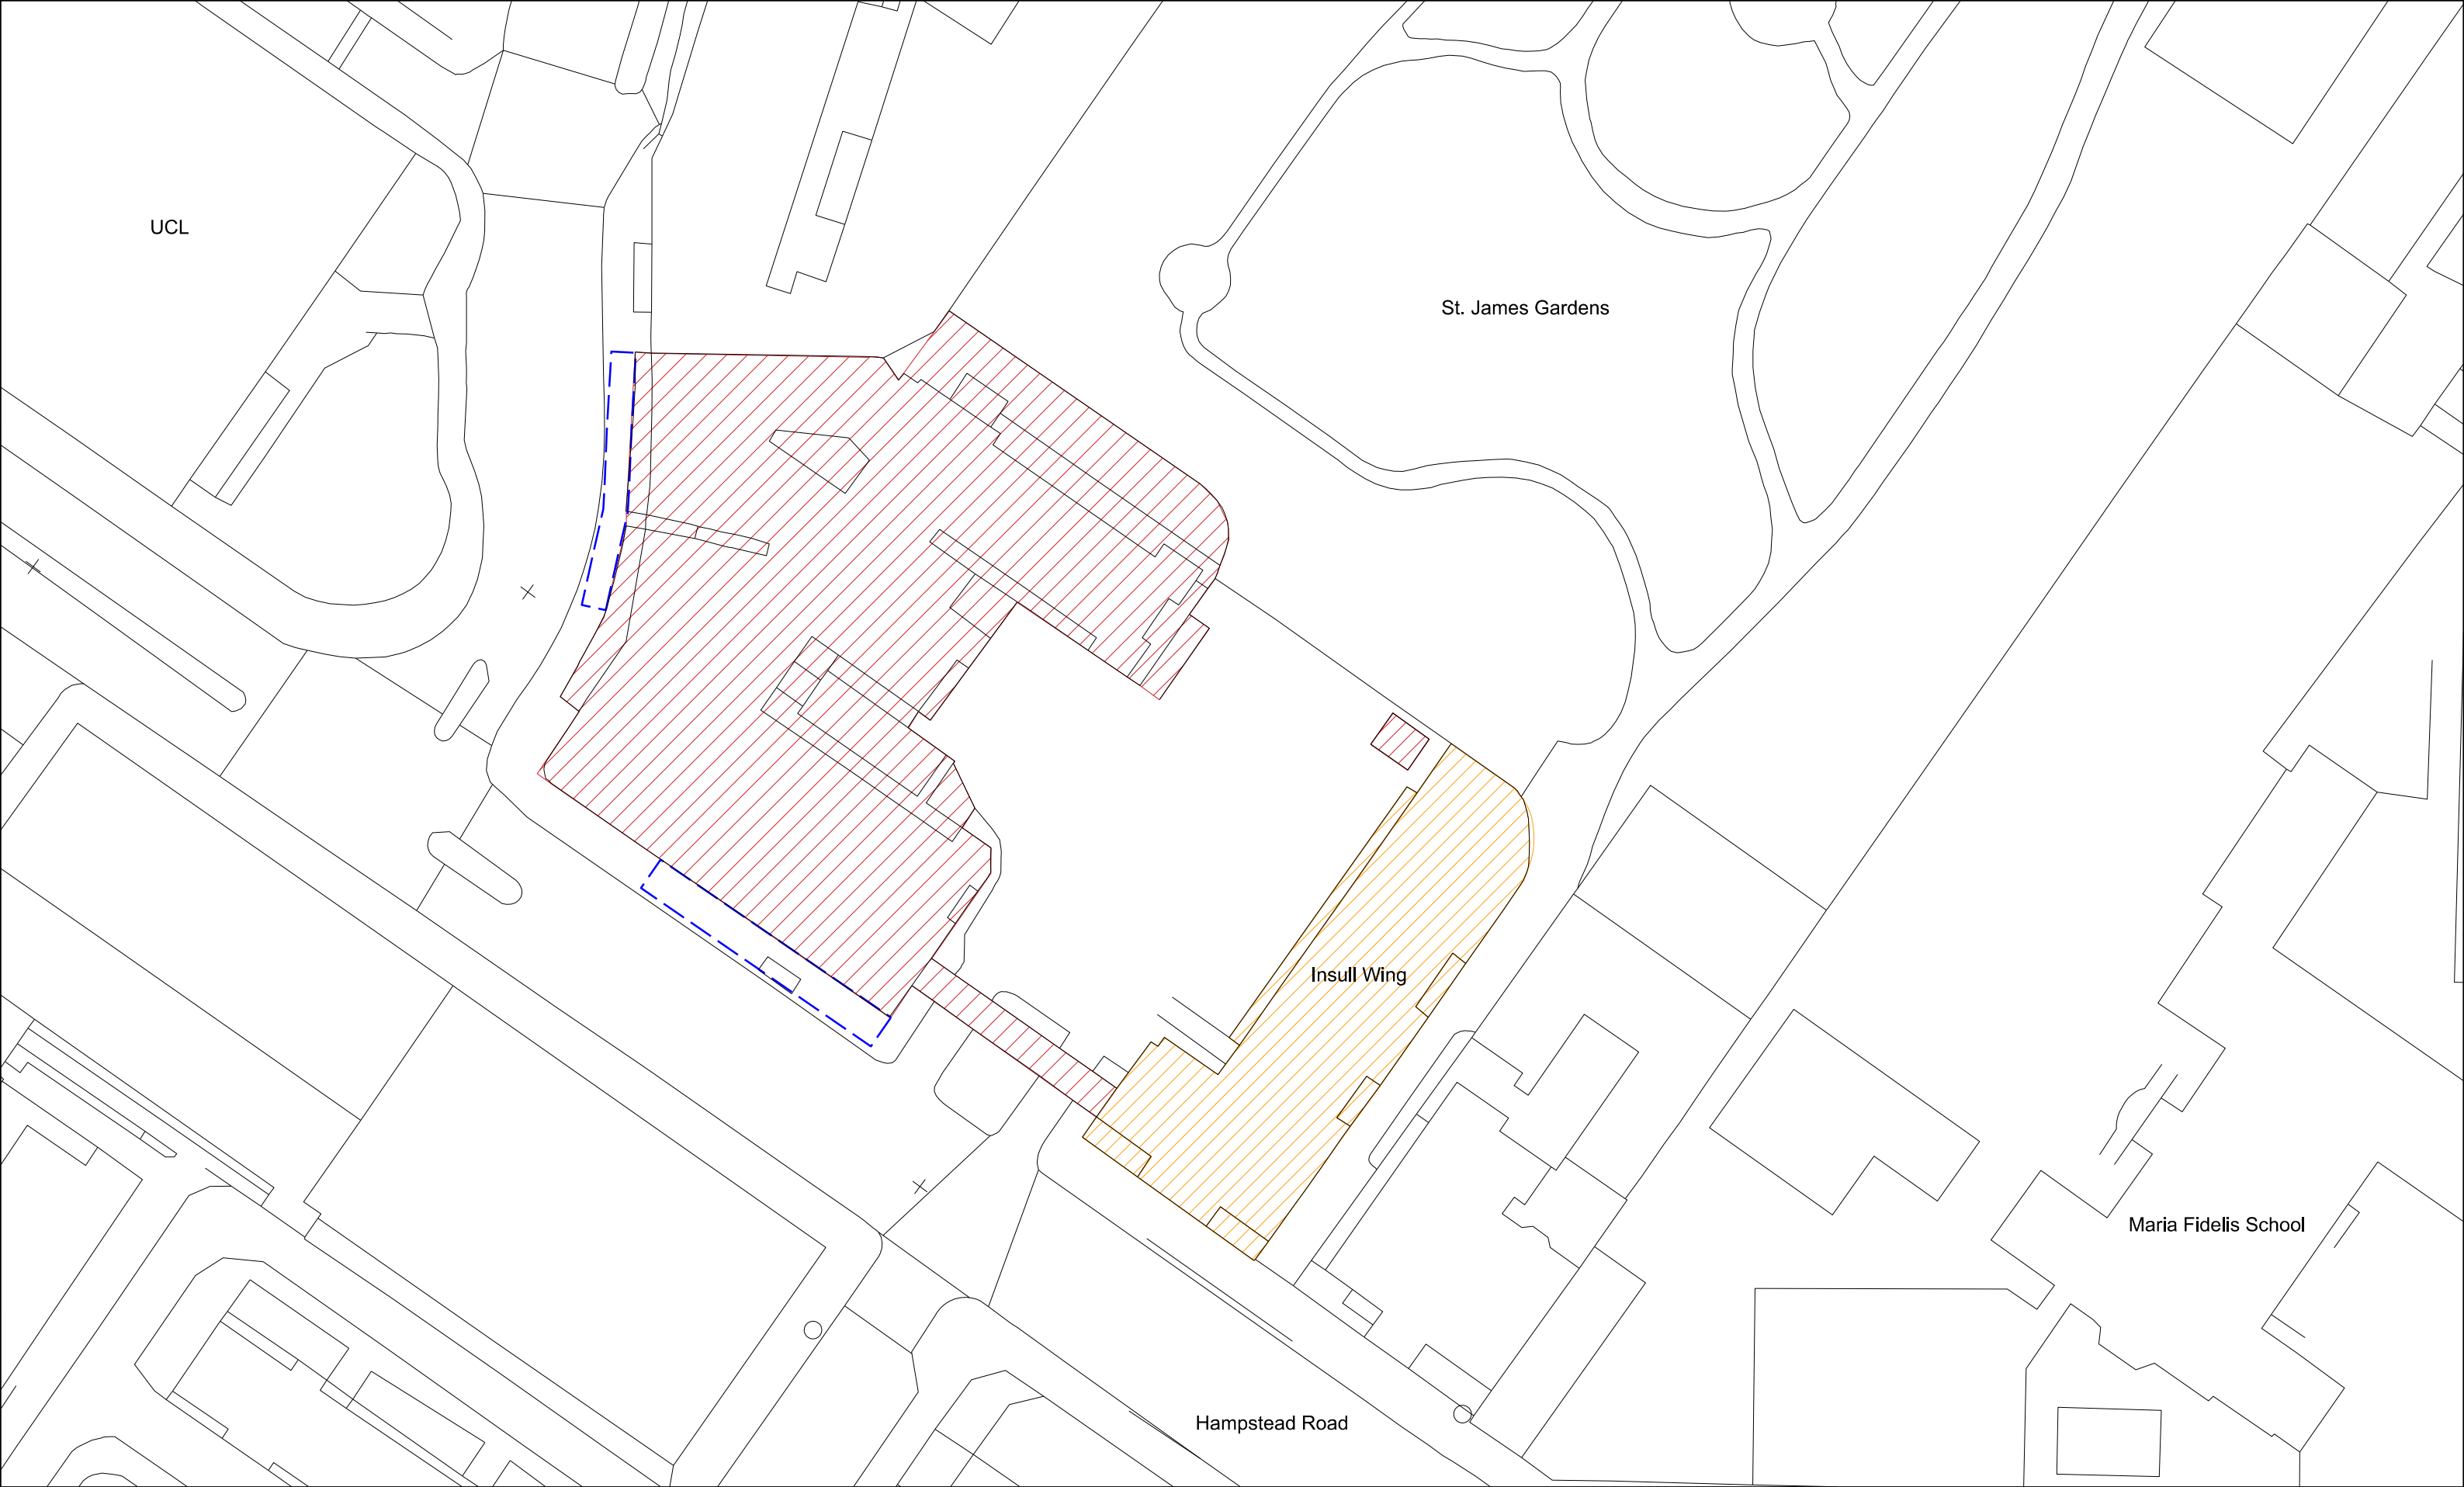 UCL
St. James Gardens
Insull Wing
Maria Fidelis School
Hampstead Road